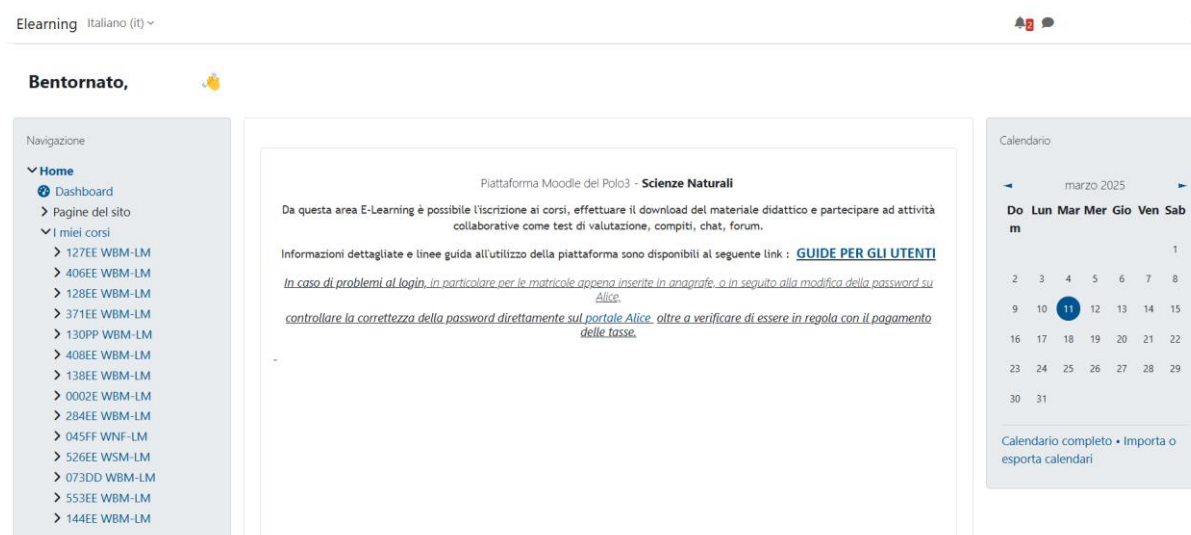 Elearning Italiano (it)
2
Bentornato,
Navigazione
Home
Dashboard
Pagine del sito
I miei corsi
127EE WBM-LM
406EE WBM-LM
128EE WBM-LM
371EE WBM-LM
130PP WBM-LM
408EE WBM-LM
138EE WBM-LM
0002E WBM-LM
284EE WBM-LM
045FF WNF-LM
526EE WSM-LM
073DD WBM-LM
553EE WBM-LM
144EE WBM-LM
Piattaforma Moodle del Polo3 - Scienze Naturali
Da questa area E-Learning è possibile l'iscrizione ai corsi, effettuare il download del materiale didattico e partecipare ad attività
collaborative come test di valutazione, compiti, chat, forum.
Informazioni dettagliate e linee guida all'utilizzo della piattaforma sono disponibili al seguente link : GUIDE PER GLI UTENTI
In caso di problemi al login, in particolare per le matricole appena inserite in anagrafe, o in seguito alla modifica della password su
Alice,
controllare la correttezza della password direttamente sul portale Alice oltre a verificare di essere in regola con il pagamento
delle tasse.
Calendario
marzo 2025
Do Lun Mar Mer Gio Ven Sab
m
1
2 3 4 5 6 7 8
9 10 11 12 13 14 15
16 17 18 19 20 21 22
23 24 25 26 27 28 29
30 31
Calendario completo • Importa o
esporta calendari